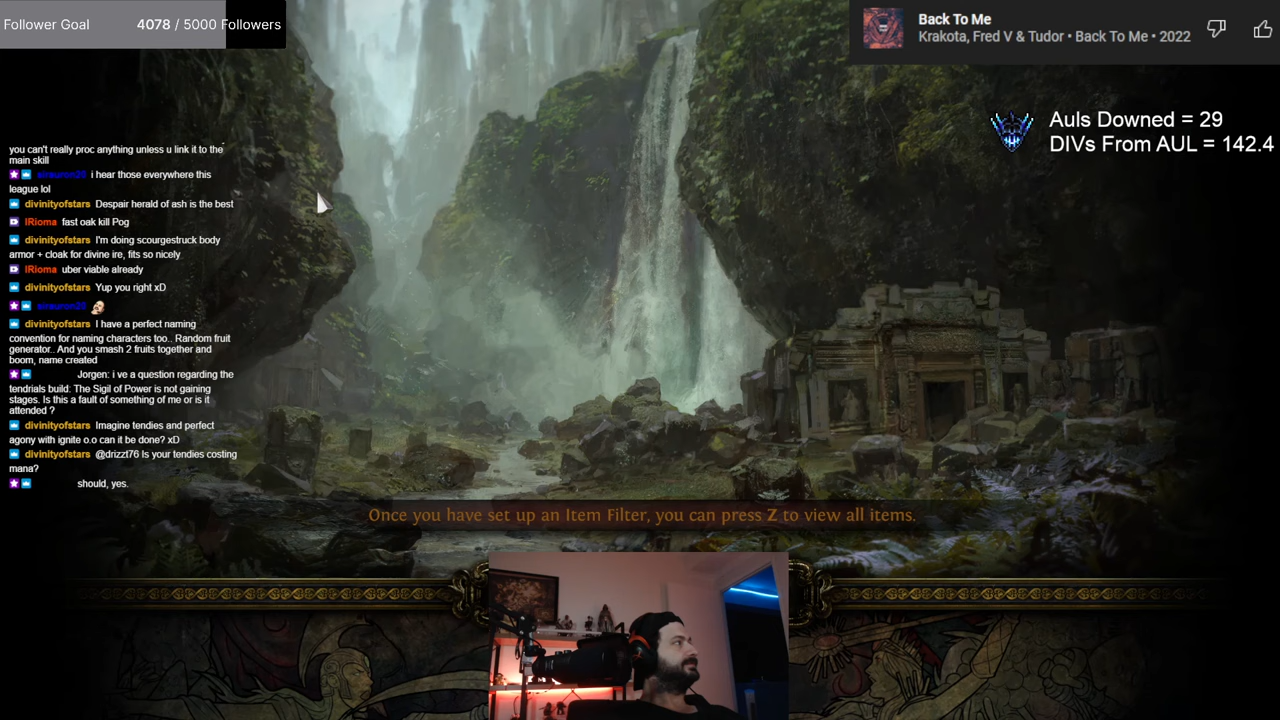 Follower Goal 4078 / 5000 Followers
Back To Me
Krakota, Fred V & Tudor • Back To Me • 2022
Auls Downed = 29
DIVs From AUL = 142.4
you can't really proc anything unless u link it to the
main skill
i hear those everywhere this
league lol
divinityofstars Despair herald of ash is the best
IRioma fast oak kill Pog
divinityofstars I'm doing scourgestruck body
armor + cloak for divine ire, fits so nicely
IRioma uber viable already
divinityofstars Yup you right xD
divinityofstars I have a perfect naming
convention for naming characters too.. Random fruit
generator.. And you smash 2 fruits together and
boom, name created
Jorgen: i ve a question regarding the
tendrials build: The Sigil of Power is not gaining
stages. Is this a fault of something of me or is it
attended ?
divinityofstars Imagine tendies and perfect
agony with ignite o.o can it be done? xD
divinityofstars @drizzt76 Is your tendies costing
mana?
should, yes.
Once you have set up an Item Filter, you can press Z to view all items.